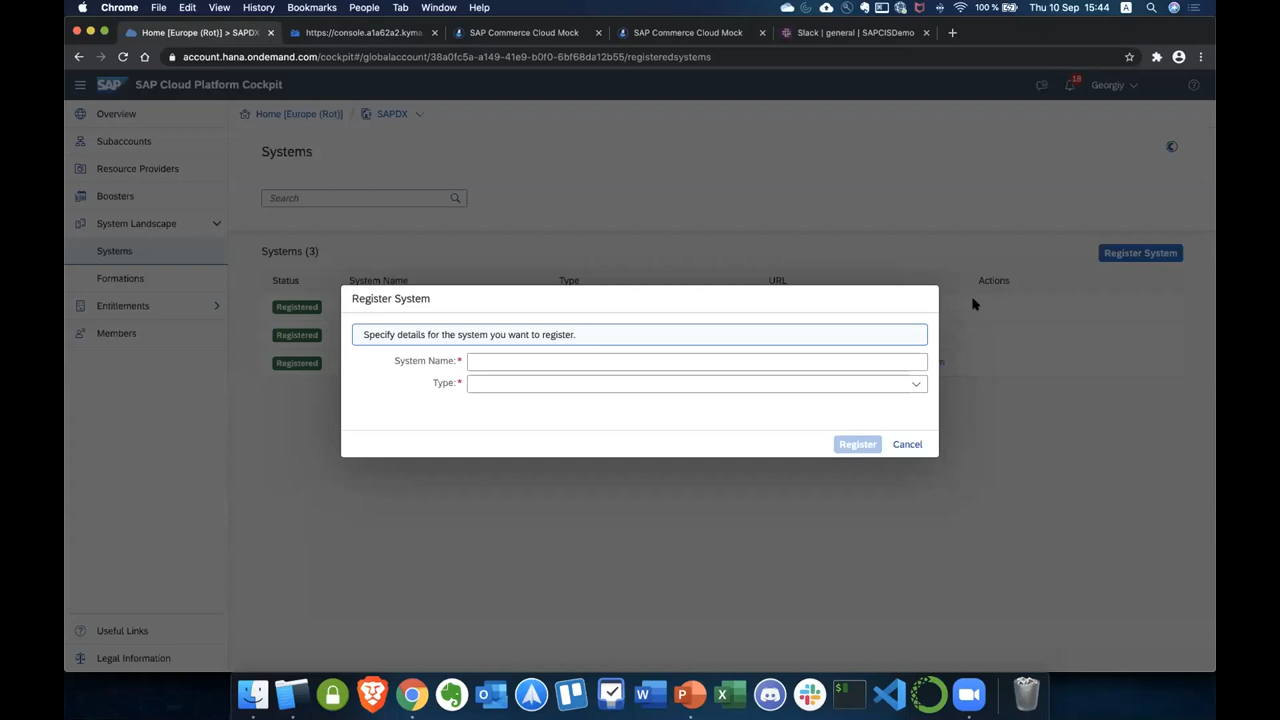 Chrome File Edit View History Bookmarks People Tab Window Help 100 % Thu 10 Sep 15:44 A
Home [Europe (Rot)] > SAPDX × https://console.a1a62a2.kyma × SAP Commerce Cloud Mock × SAP Commerce Cloud Mock × Slack | general | SAPCISDemo × +
account.hana.ondemand.com/cockpit#/globalaccount/38a0fc5a-a149-41e9-b0f0-6bf68da12b55/registeredsystems
SAP SAP Cloud Platform Cockpit 18 Georgiy
Overview
Subaccounts
Resource Providers
Boosters
System Landscape
Systems
Formations
Entitlements
Members
Useful Links
Legal Information
Home [Europe (Rot)] / SAPDX
Systems
Search
Systems (3) Register System
Status System Name Type URL Actions
Registered
Registered
Registered
Register System
Specify details for the system you want to register.
System Name:*
Type:*
Register Cancel